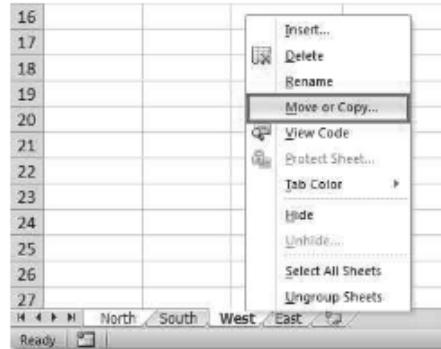 16
17
18
19
20
21
22
23
24
25
26
27
Insert...
Delete
Rename
Move or Copy...
View Code
Protect Sheet...
Tab Color
Hide
Unhide...
Select All Sheets
Ungroup Sheets
North South West East
Ready